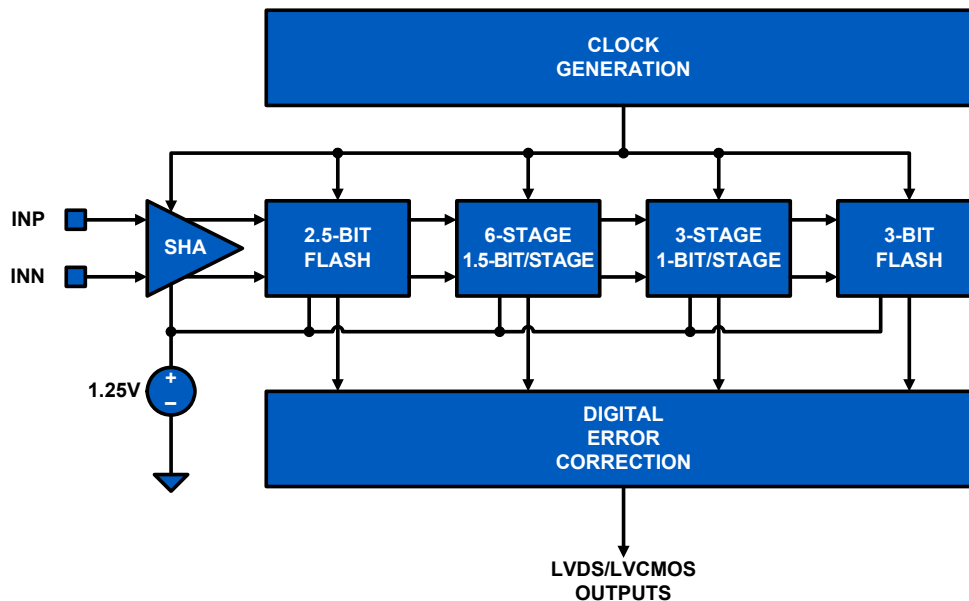 CLOCK
GENERATION
INP
INN
SHA
2.5-BIT
FLASH
6-STAGE
1.5-BIT/STAGE
3-STAGE
1-BIT/STAGE
3-BIT
FLASH
1.25V
+
–
DIGITAL
ERROR
CORRECTION
LVDS/LVCMOS
OUTPUTS